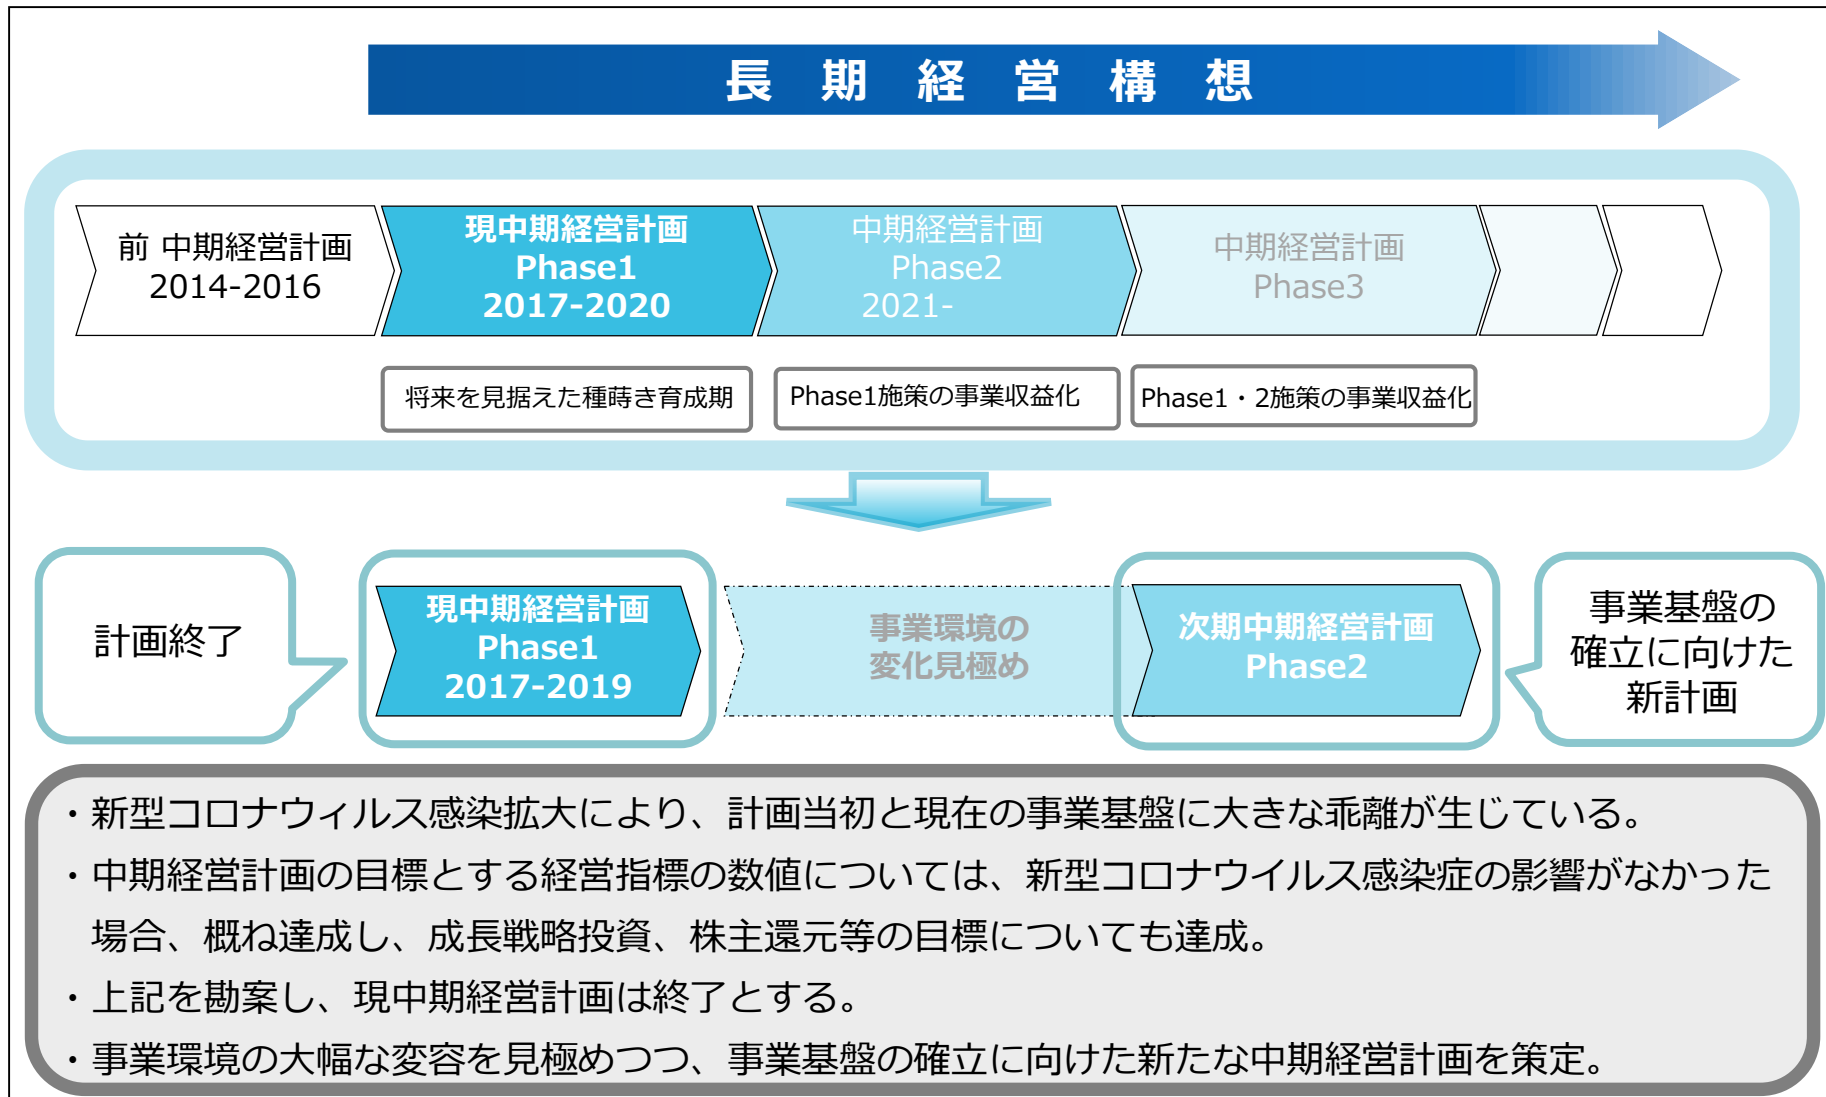 長期経営構想
前 中期経営計画
2014-2016
現中期経営計画
Phase1
2017-2020
中期経営計画
Phase2
2021-
中期経営計画
Phase3
将来を見据えた種蒔き育成期
Phase1施策の事業収益化
Phase1・2施策の事業収益化
計画終了
現中期経営計画
Phase1
2017-2019
事業環境の
変化見極め
次期中期経営計画
Phase2
事業基盤の
確立に向けた
新計画
・新型コロナウィルス感染拡大により、計画当初と現在の事業基盤に大きな乖離が生じている。
・中期経営計画の目標とする経営指標の数値については、新型コロナウイルス感染症の影響がなかった
場合、概ね達成し、成長戦略投資、株主還元等の目標についても達成。
・上記を勘案し、現中期経営計画は終了とする。
・事業環境の大幅な変容を見極めつつ、事業基盤の確立に向けた新たな中期経営計画を策定。